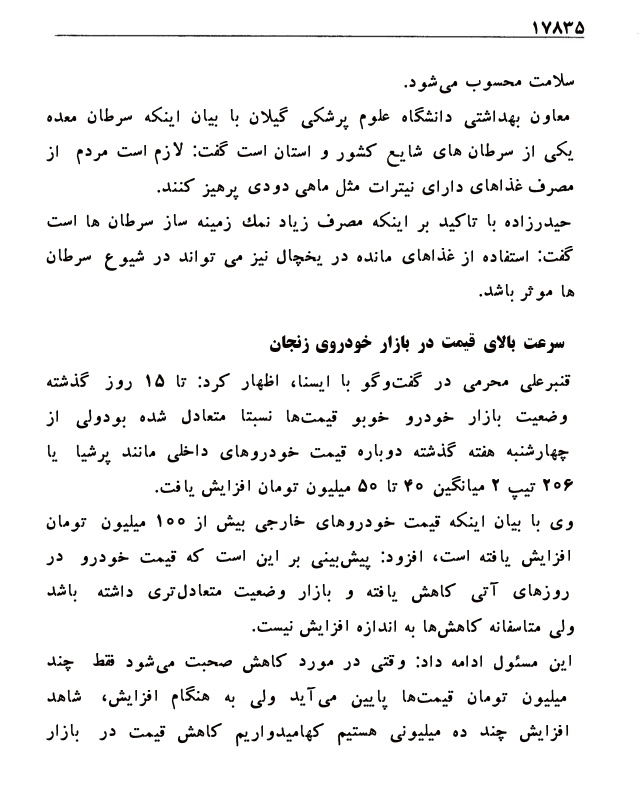 ۱۷۸۳۵
سلامت محسوب می‌شود.
معاون بهداشتی دانشگاه علوم پزشکی گیلان با بیان اینکه سرطان معده
یکی از سرطان های شایع کشور و استان است گفت: لازم است مردم از
مصرف غذاهای دارای نیترات مثل ماهی دودی پرهیز کنند.
حیدرزاده با تاکید بر اینکه مصرف زیاد نمك زمینه ساز سرطان ها است
گفت: استفاده از غذاهای مانده در یخچال نیز می تواند در شیوع سرطان
ها موثر باشد.
سرعت بالای قیمت در بازار خودروی زنجان
قنبرعلی محرمی در گفت‌وگو با ایسنا، اظهار کرد: تا ۱۵ روز گذشته
وضعیت بازار خودرو خوبو قیمت‌ها نسبتا متعادل شده بودولی از
چهارشنبه هفته گذشته دوباره قیمت خودروهای داخلی مانند پرشیا یا
۲۰۶ تیپ ۲ میانگین ۴۰ تا ۵۰ میلیون تومان افزایش یافت.
وی با بیان اینکه قیمت خودروهای خارجی بیش از ۱۰۰ میلیون تومان
افزایش یافته است، افزود: پیش‌بینی بر این است که قیمت خودرو در
روزهای آتی کاهش یافته و بازار وضعیت متعادل‌تری داشته باشد
ولی متاسفانه کاهش‌ها به اندازه افزایش نیست.
این مسئول ادامه داد: وقتی در مورد کاهش صحبت می‌شود فقط چند
میلیون تومان قیمت‌ها پایین می‌آید ولی به هنگام افزایش، شاهد
افزایش چند ده میلیونی هستیم کهامیدواریم کاهش قیمت در بازار